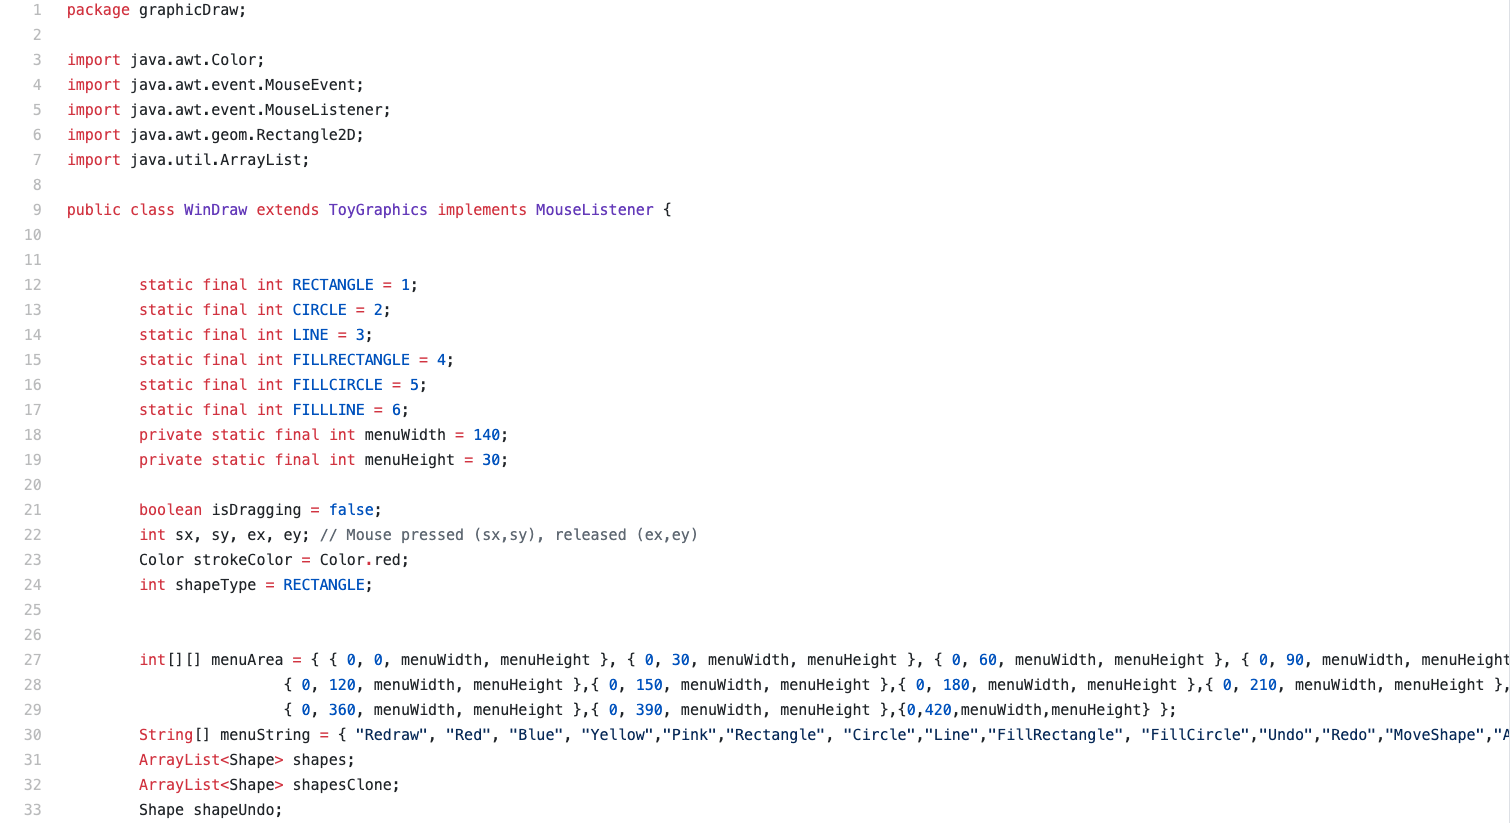 1 package graphicDraw;
2
3 import java.awt.Color;
4 import java.awt.event.MouseEvent;
5 import java.awt.event.MouseListener;
6 import java.awt.geom.Rectangle2D;
7 import java.util.ArrayList;
8
9 public class WinDraw extends ToyGraphics implements MouseListener {
10
11
12 static final int RECTANGLE = 1;
13 static final int CIRCLE = 2;
14 static final int LINE = 3;
15 static final int FILLRECTANGLE = 4;
16 static final int FILLCIRCLE = 5;
17 static final int FILLLINE = 6;
18 private static final int menuWidth = 140;
19 private static final int menuHeight = 30;
20
21 boolean isDragging = false;
22 int sx, sy, ex, ey; // Mouse pressed (sx,sy), released (ex,ey)
23 Color strokeColor = Color.red;
24 int shapeType = RECTANGLE;
25
26
27 int[][] menuArea = { { 0, 0, menuWidth, menuHeight }, { 0, 30, menuWidth, menuHeight }, { 0, 60, menuWidth, menuHeight }, { 0, 90, menuWidth, menuHeight
28 { 0, 120, menuWidth, menuHeight },{ 0, 150, menuWidth, menuHeight },{ 0, 180, menuWidth, menuHeight },{ 0, 210, menuWidth, menuHeight },
29 { 0, 360, menuWidth, menuHeight },{ 0, 390, menuWidth, menuHeight },{0,420,menuWidth,menuHeight} };
30 String[] menuString = { "Redraw", "Red", "Blue", "Yellow","Pink","Rectangle", "Circle","Line","FillRectangle", "FillCircle","Undo","Redo","MoveShape","A
31 ArrayList<Shape> shapes;
32 ArrayList<Shape> shapesClone;
33 Shape shapeUndo;